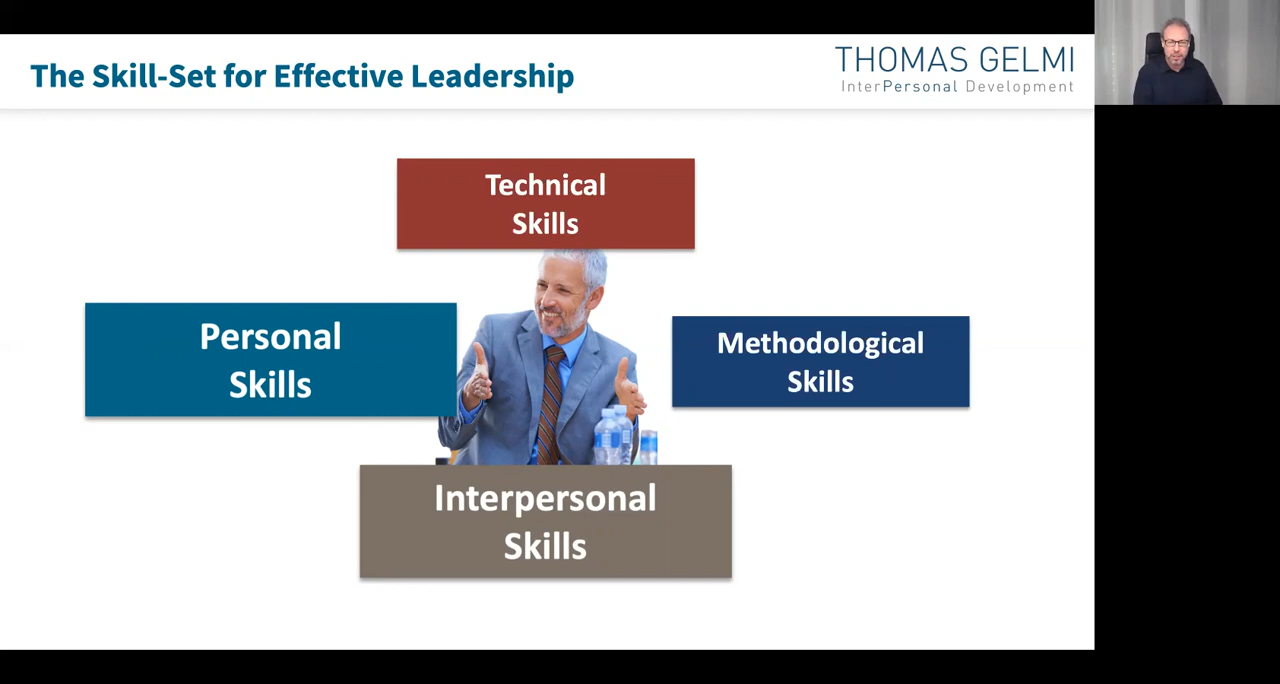 The Skill-Set for Effective Leadership
THOMAS GELMI
InterPersonal Development
Technical
Skills
Personal
Skills
Methodological
Skills
Interpersonal
Skills